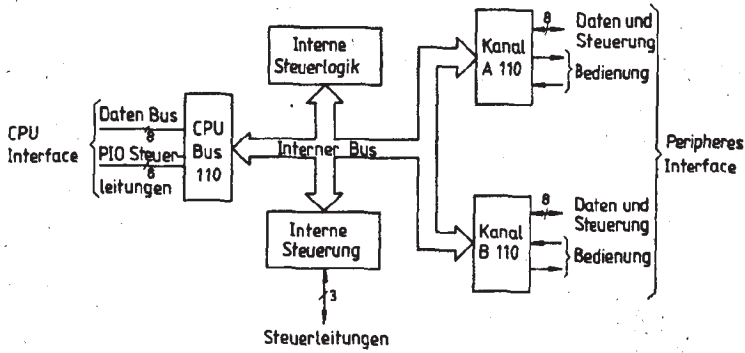 Interne
Steuerlogik
Kanal
A 110
8
Daten und
Steuerung
Bedienung
CPU
Interface
Daten Bus
8
PIO Steuer-
6
leitungen
CPU
Bus
110
Interner Bus
Peripheres
Interface
Interne
Steuerung
3
Steuerleitungen
Kanal
B 110
8
Daten und
Steuerung
Bedienung